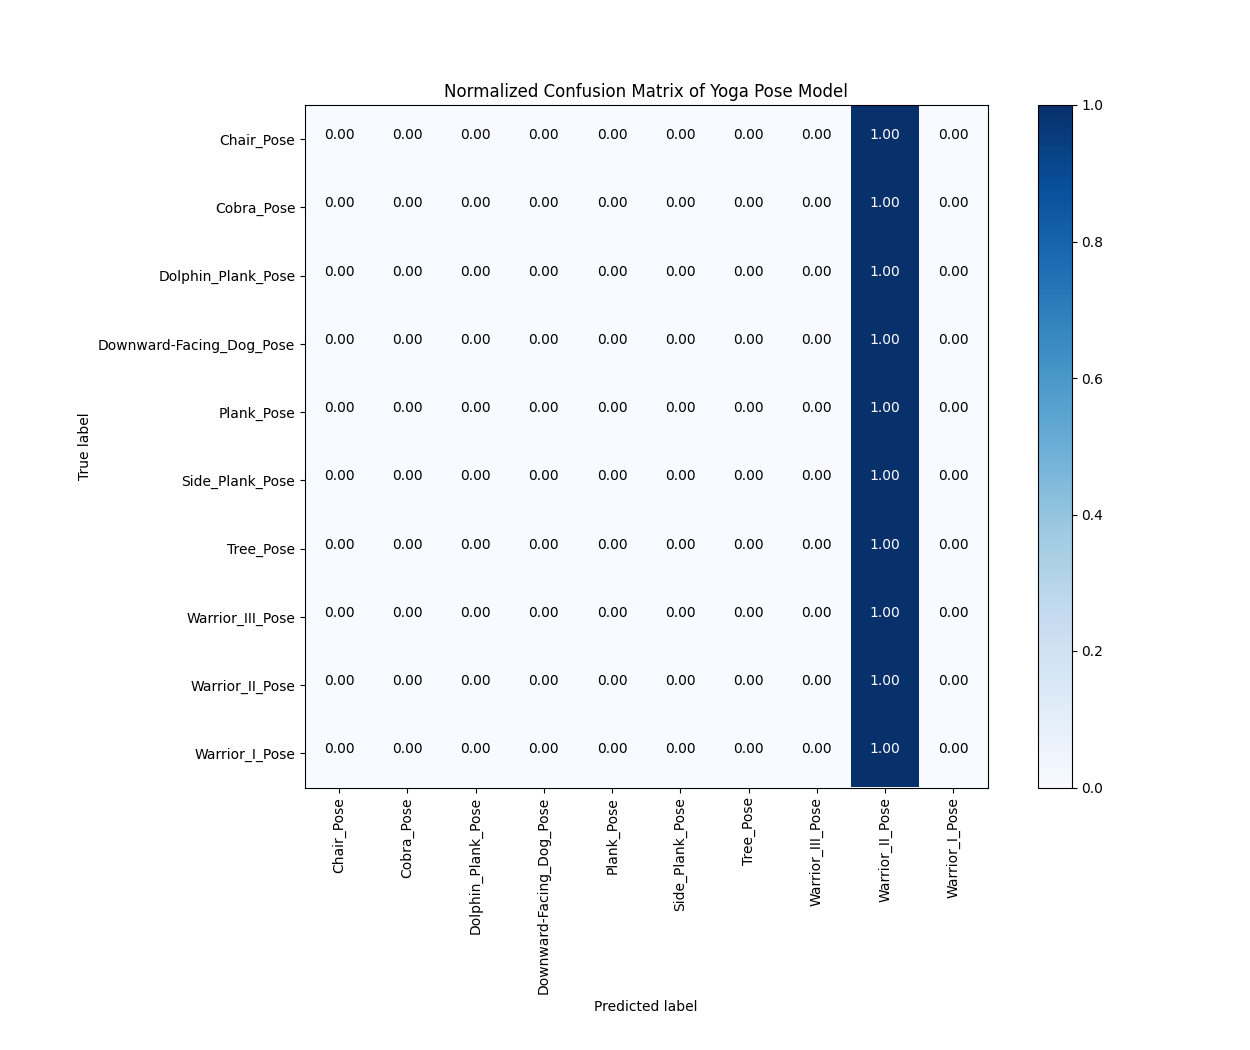 Normalized Confusion Matrix of Yoga Pose Model
Chair_Pose 0.00 0.00 0.00 0.00 0.00 0.00 0.00 0.00 1.00 0.00
Cobra_Pose 0.00 0.00 0.00 0.00 0.00 0.00 0.00 0.00 1.00 0.00
Dolphin_Plank_Pose 0.00 0.00 0.00 0.00 0.00 0.00 0.00 0.00 1.00 0.00
Downward-Facing_Dog_Pose 0.00 0.00 0.00 0.00 0.00 0.00 0.00 0.00 1.00 0.00
Plank_Pose 0.00 0.00 0.00 0.00 0.00 0.00 0.00 0.00 1.00 0.00
Side_Plank_Pose 0.00 0.00 0.00 0.00 0.00 0.00 0.00 0.00 1.00 0.00
Tree_Pose 0.00 0.00 0.00 0.00 0.00 0.00 0.00 0.00 1.00 0.00
Warrior_III_Pose 0.00 0.00 0.00 0.00 0.00 0.00 0.00 0.00 1.00 0.00
Warrior_II_Pose 0.00 0.00 0.00 0.00 0.00 0.00 0.00 0.00 1.00 0.00
Warrior_I_Pose 0.00 0.00 0.00 0.00 0.00 0.00 0.00 0.00 1.00 0.00
True label
Chair_Pose
Cobra_Pose
Dolphin_Plank_Pose
Downward-Facing_Dog_Pose
Plank_Pose
Side_Plank_Pose
Tree_Pose
Warrior_III_Pose
Warrior_II_Pose
Warrior_I_Pose
Predicted label
1.0
0.8
0.6
0.4
0.2
0.0